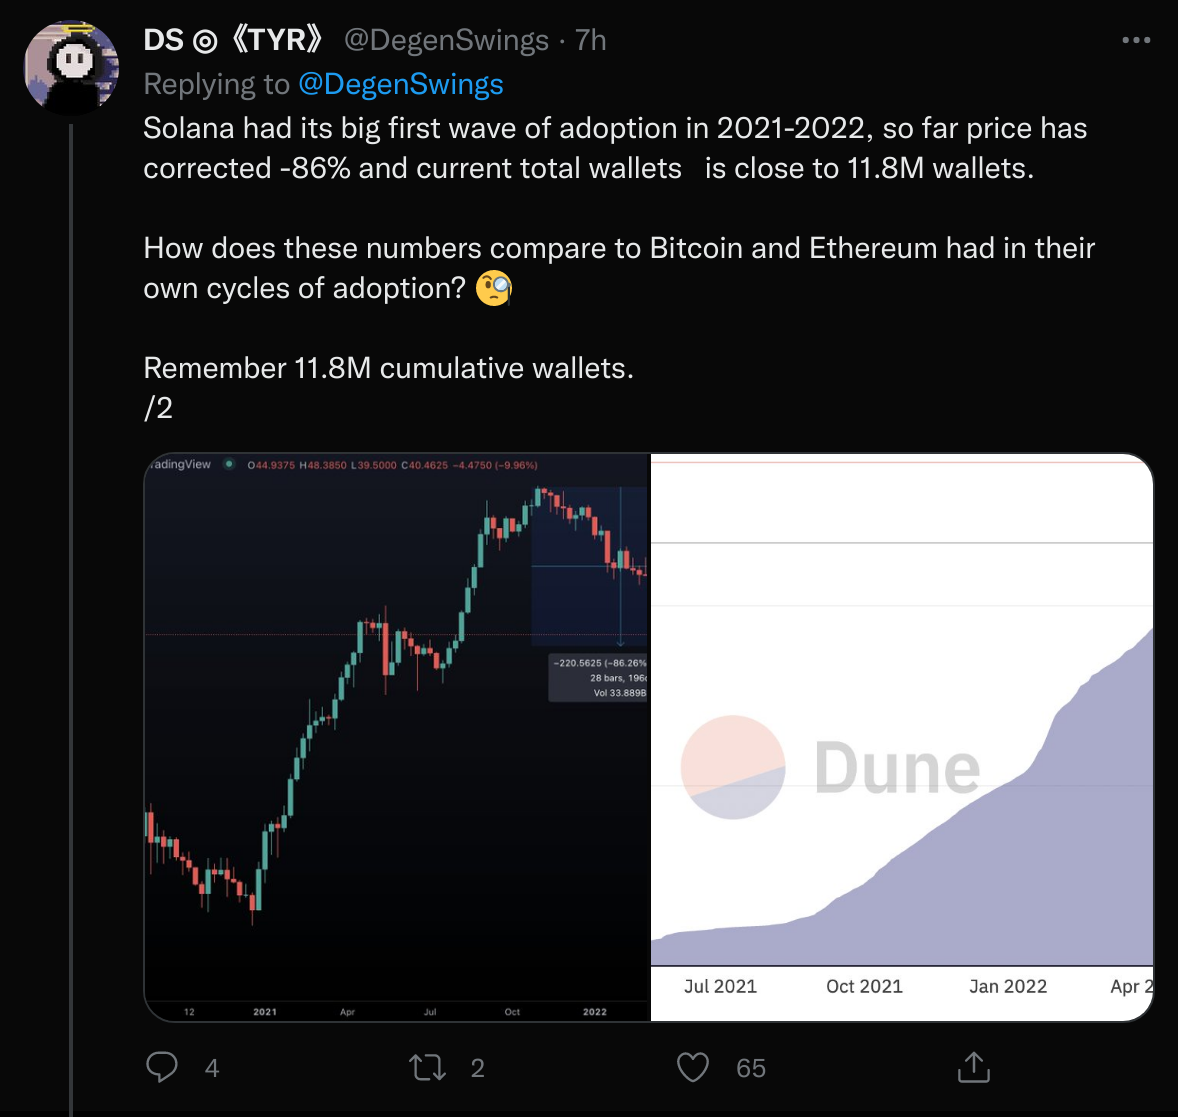 DS ◎ 《TYR》 @DegenSwings · 7h
Replying to @DegenSwings
Solana had its big first wave of adoption in 2021-2022, so far price has
corrected -86% and current total wallets is close to 11.8M wallets.
How does these numbers compare to Bitcoin and Ethereum had in their
own cycles of adoption? 🧐
Remember 11.8M cumulative wallets.
/2
adingView O44.9375 H48.3850 L39.5000 C40.4625 −4.4750 (−9.96%)
−220.5625 (−86.26%
28 bars, 196
Vol 33.889B
12 2021 Apr Jul Oct 2022
Dune
Jul 2021 Oct 2021 Jan 2022 Apr 2
4 2 65